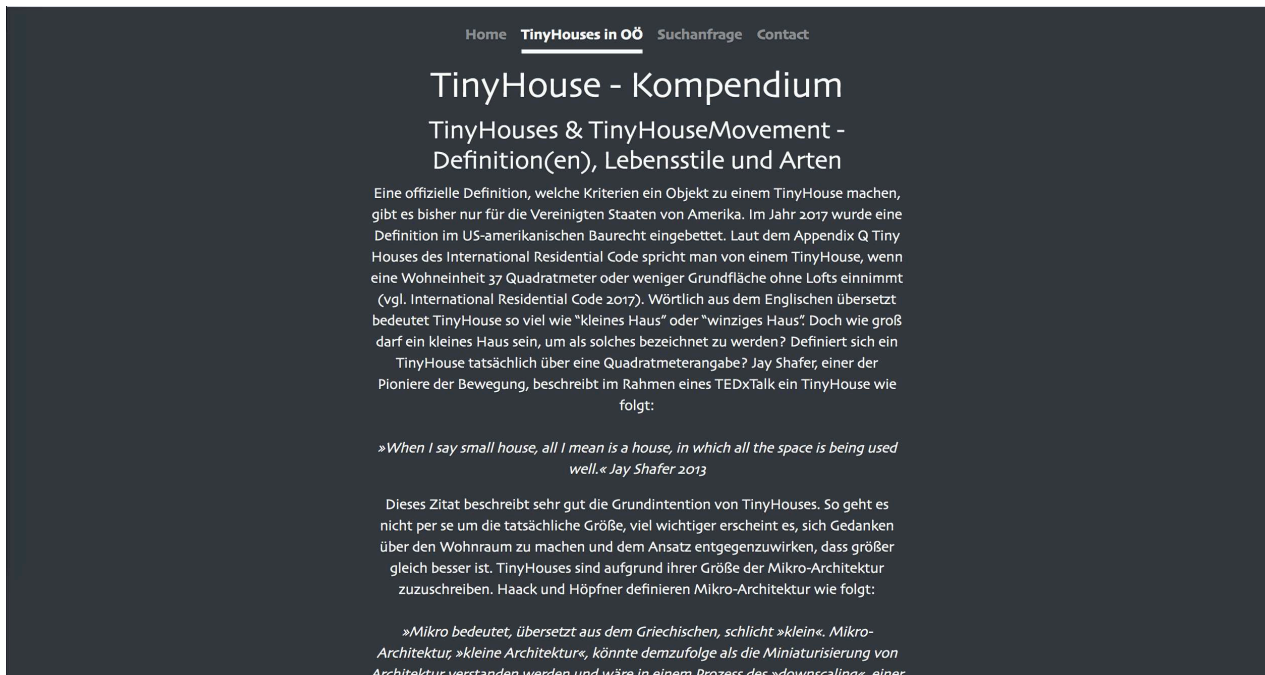 Home TinyHouses in OÖ Suchanfrage Contact
TinyHouse - Kompendium
TinyHouses & TinyHouseMovement -
Definition(en), Lebensstile und Arten
Eine offizielle Definition, welche Kriterien ein Objekt zu einem TinyHouse machen,
gibt es bisher nur für die Vereinigten Staaten von Amerika. Im Jahr 2017 wurde eine
Definition im US-amerikanischen Baurecht eingebettet. Laut dem Appendix Q Tiny
Houses des International Residential Code spricht man von einem TinyHouse, wenn
eine Wohneinheit 37 Quadratmeter oder weniger Grundfläche ohne Lofts einnimmt
(vgl. International Residential Code 2017). Wörtlich aus dem Englischen übersetzt
bedeutet TinyHouse so viel wie “kleines Haus” oder “winziges Haus”. Doch wie groß
darf ein kleines Haus sein, um als solches bezeichnet zu werden? Definiert sich ein
TinyHouse tatsächlich über eine Quadratmeterangabe? Jay Shafer, einer der
Pioniere der Bewegung, beschreibt im Rahmen eines TEDxTalk ein TinyHouse wie
folgt:
»When I say small house, all I mean is a house, in which all the space is being used
well.« Jay Shafer 2013
Dieses Zitat beschreibt sehr gut die Grundintention von TinyHouses. So geht es
nicht per se um die tatsächliche Größe, viel wichtiger erscheint es, sich Gedanken
über den Wohnraum zu machen und dem Ansatz entgegenzuwirken, dass größer
gleich besser ist. TinyHouses sind aufgrund ihrer Größe der Mikro-Architektur
zuzuschreiben. Haack und Höpfner definieren Mikro-Architektur wie folgt:
»Mikro bedeutet, übersetzt aus dem Griechischen, schlicht »klein«. Mikro-
Architektur, »kleine Architektur«, könnte demzufolge als die Miniaturisierung von
Architektur verstanden werden und wäre in einem Prozess des »downscaling«, einer